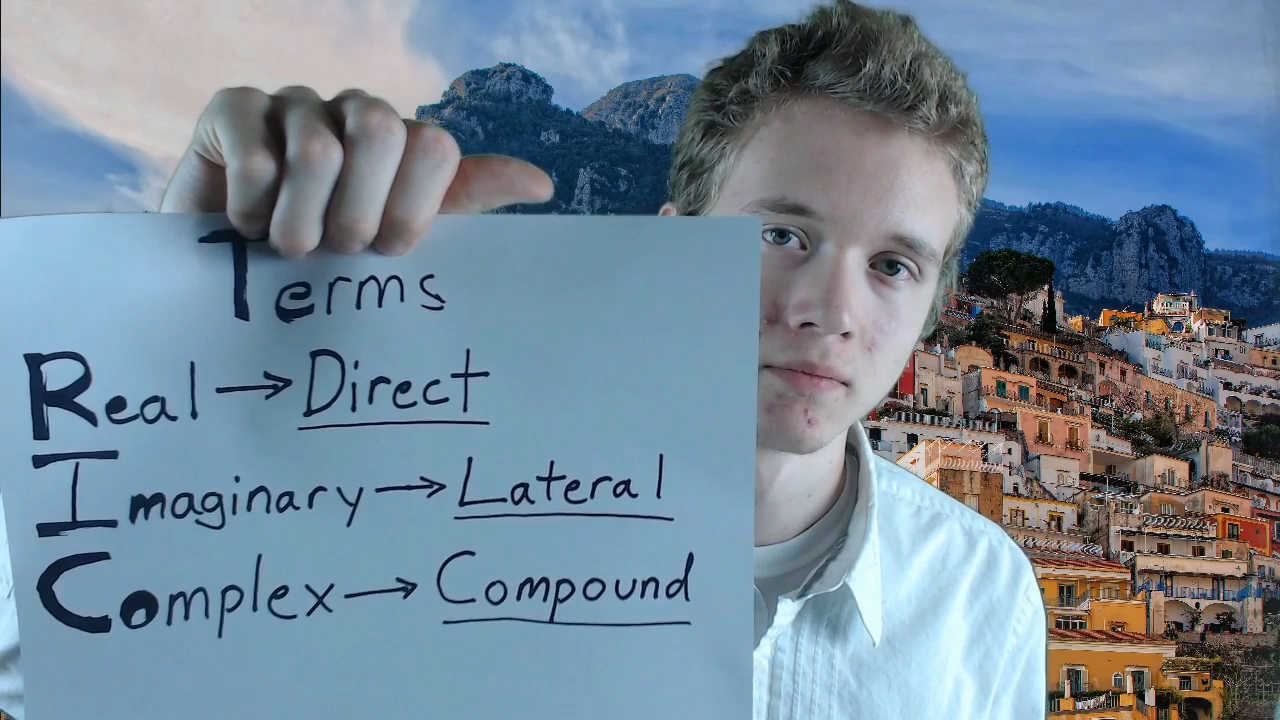 Terms
Real → Direct
Imaginary → Lateral
Complex → Compound